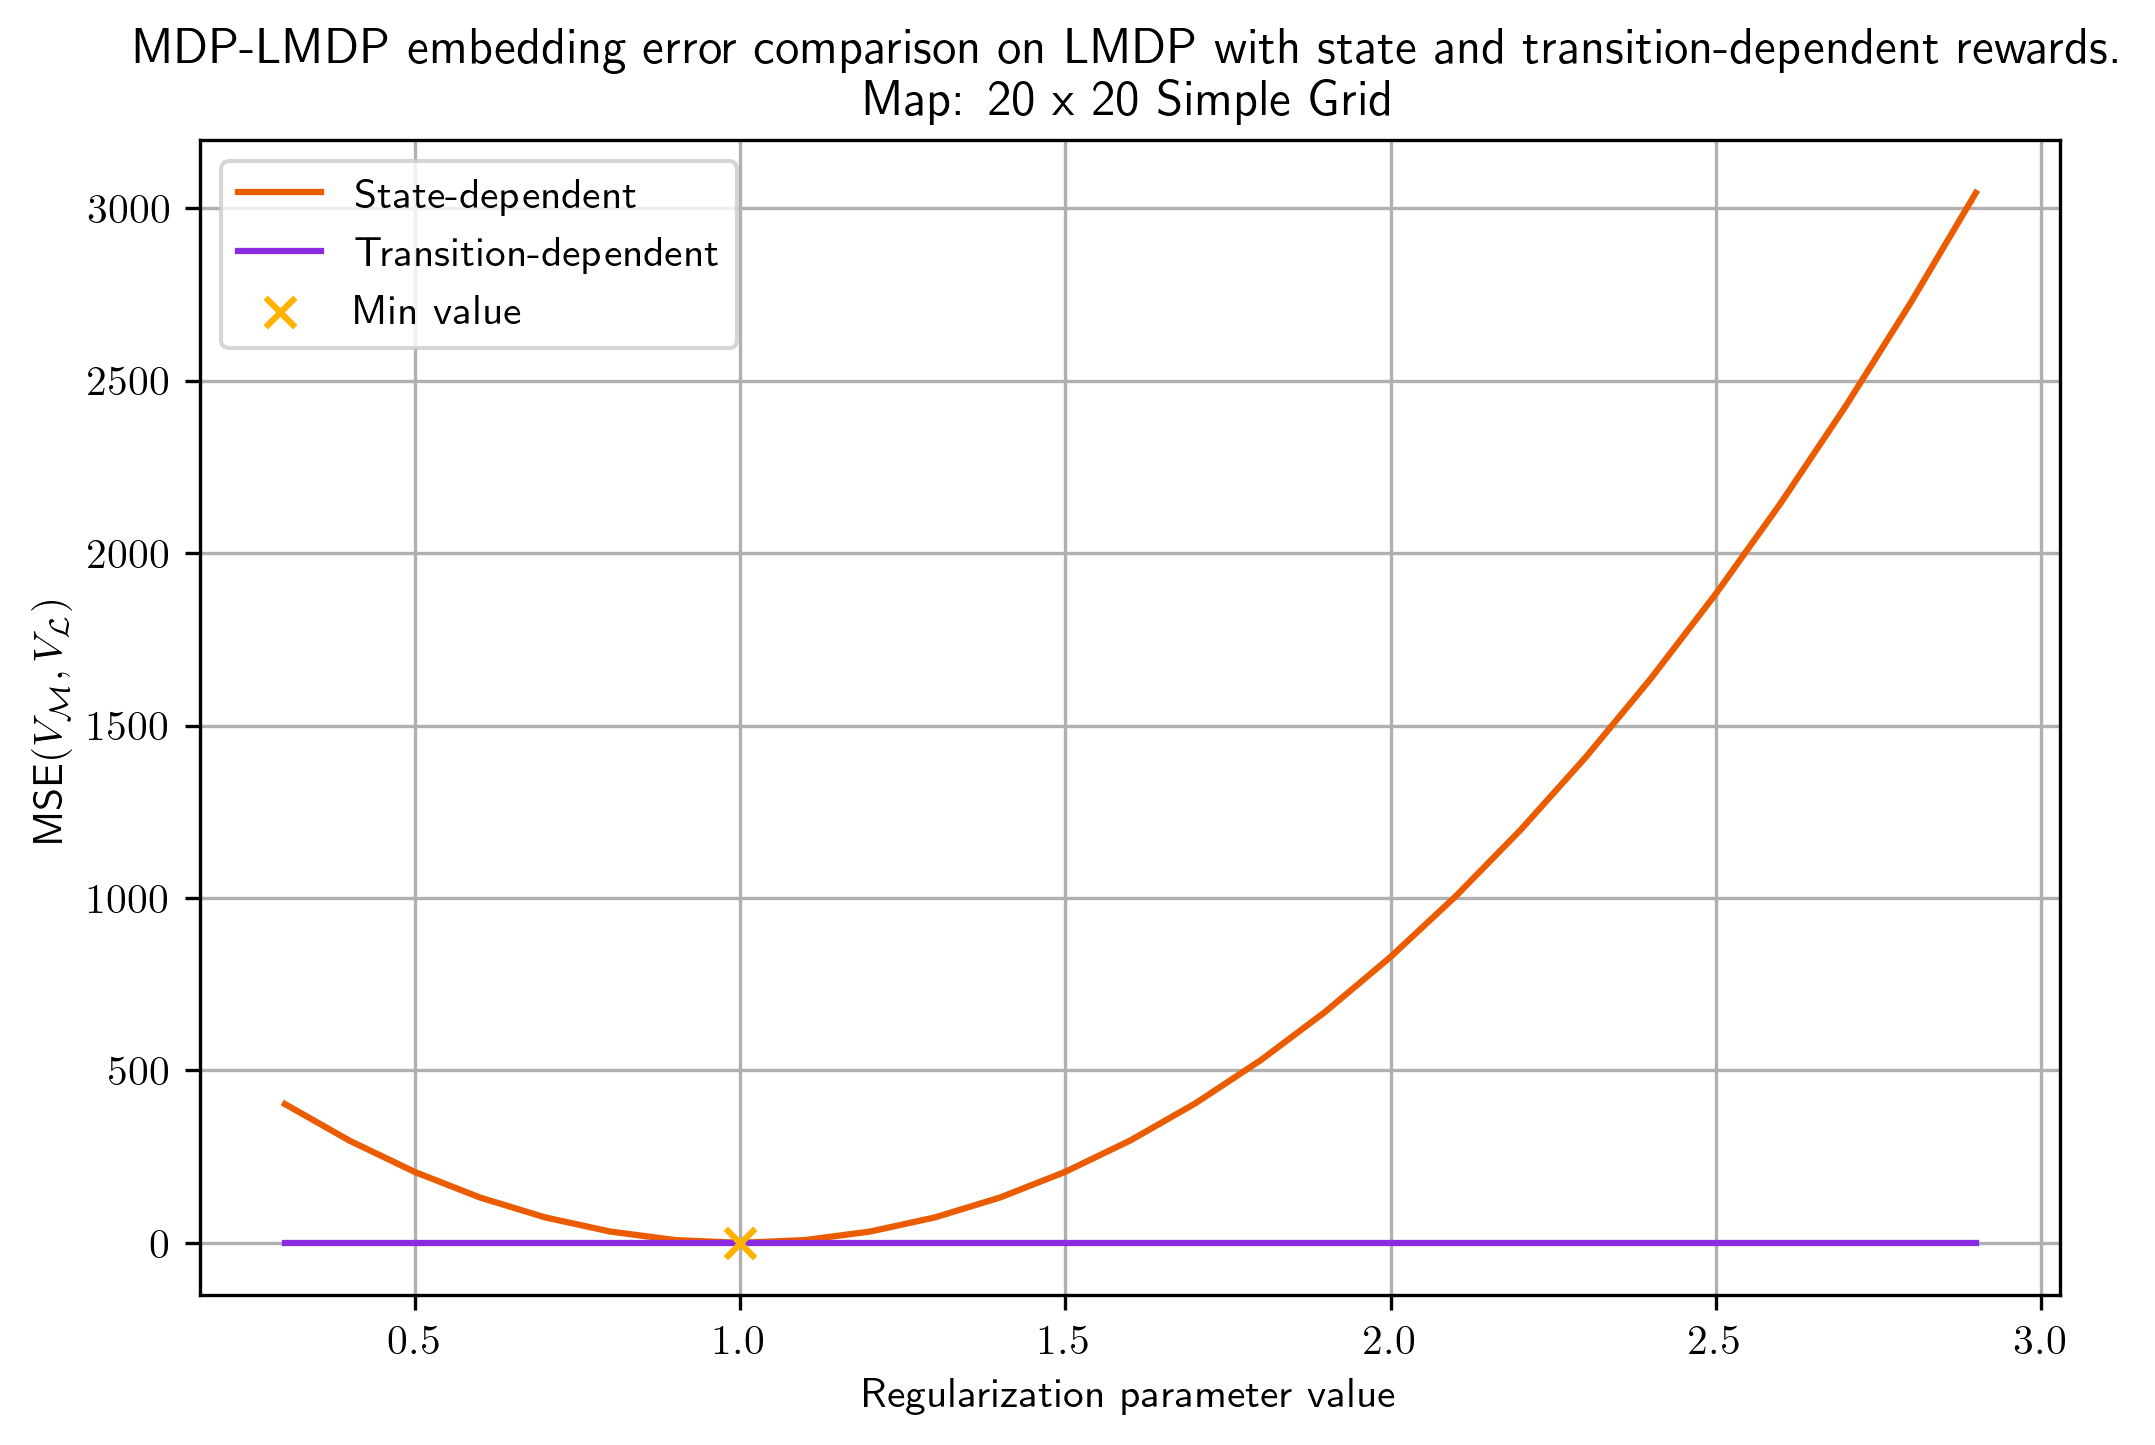 MDP-LMDP embedding error comparison on LMDP with state and transition-dependent rewards.
Map: 20 x 20 Simple Grid
State-dependent
Transition-dependent
Min value
3000
2500
2000
1500
1000
500
0
MSE(V_ℳ, V_ℒ)
0.5 1.0 1.5 2.0 2.5 3.0
Regularization parameter value